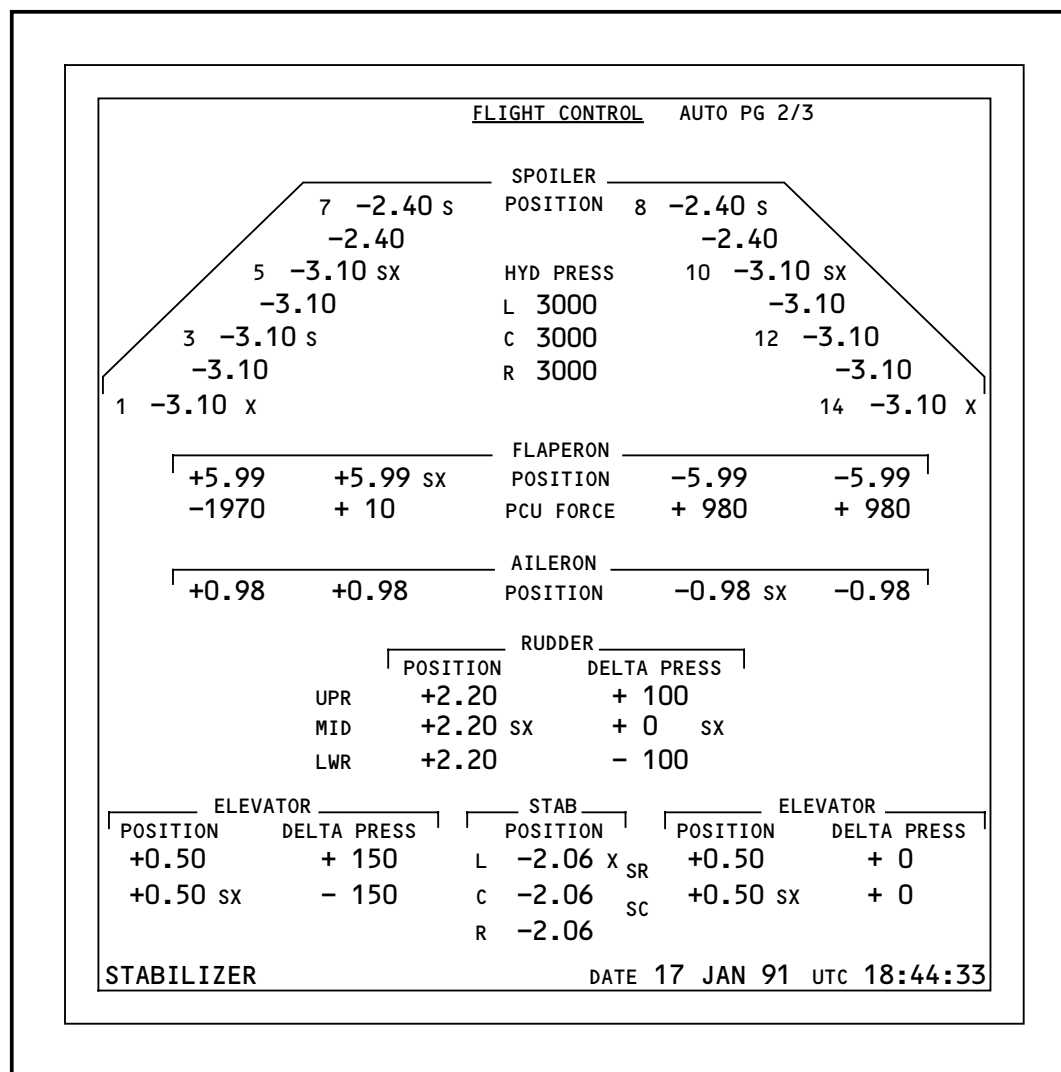 FLIGHT CONTROL AUTO PG 2/3
SPOILER
7 -2.40 S POSITION 8 -2.40 S
-2.40 -2.40
5 -3.10 SX HYD PRESS 10 -3.10 SX
-3.10 L 3000 -3.10
3 -3.10 S C 3000 12 -3.10
-3.10 R 3000 -3.10
1 -3.10 X 14 -3.10 X
FLAPERON
+5.99 +5.99 SX POSITION -5.99 -5.99
-1970 + 10 PCU FORCE + 980 + 980
AILERON
+0.98 +0.98 POSITION -0.98 SX -0.98
RUDDER
POSITION DELTA PRESS
UPR +2.20 + 100
MID +2.20 SX + 0 SX
LWR +2.20 - 100
ELEVATOR STAB ELEVATOR
POSITION DELTA PRESS POSITION POSITION DELTA PRESS
+0.50 + 150 L -2.06 X SR +0.50 + 0
+0.50 SX - 150 C -2.06 SC +0.50 SX + 0
R -2.06
STABILIZER DATE 17 JAN 91 UTC 18:44:33